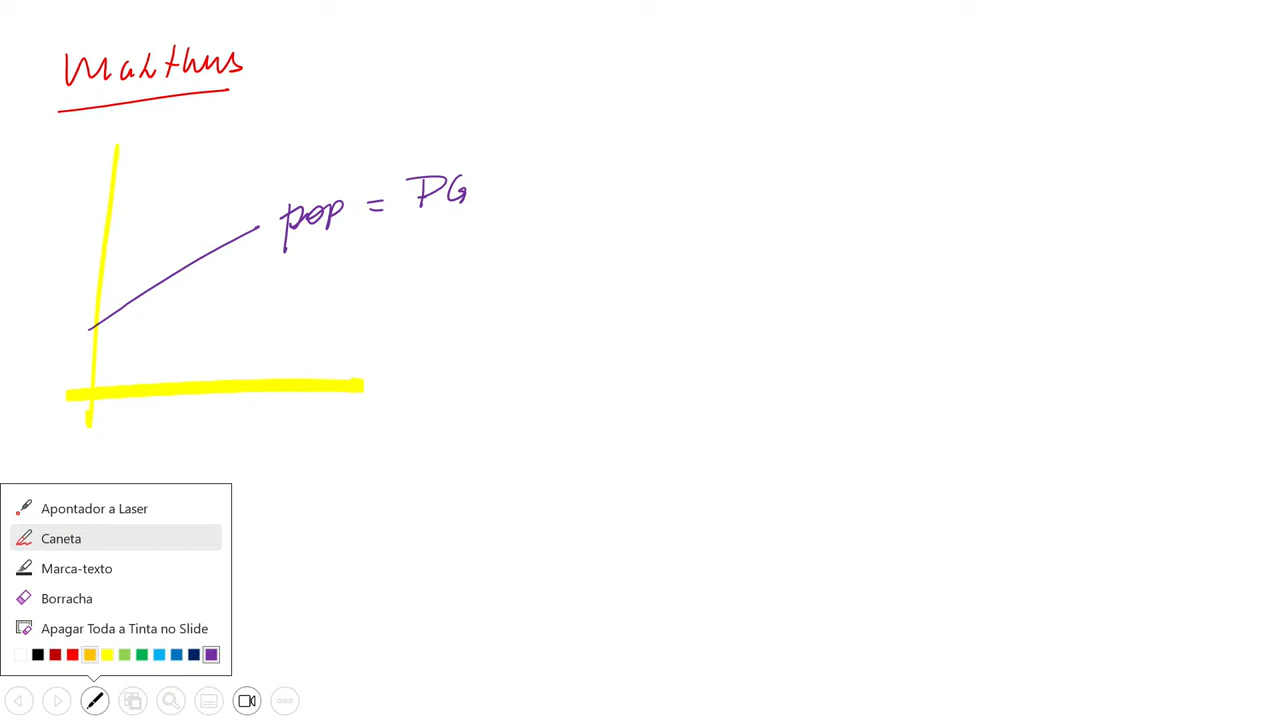 Malthus
pop = PG
Apontador a Laser
Caneta
Marca-texto
Borracha
Apagar Toda a Tinta no Slide